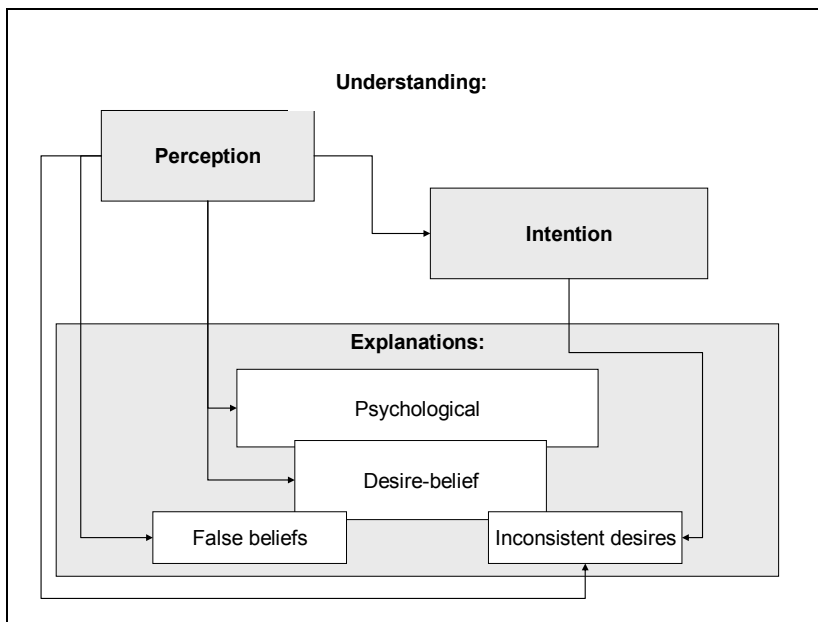 Understanding:
Perception
Intention
Explanations:
Psychological
Desire-belief
False beliefs
Inconsistent desires